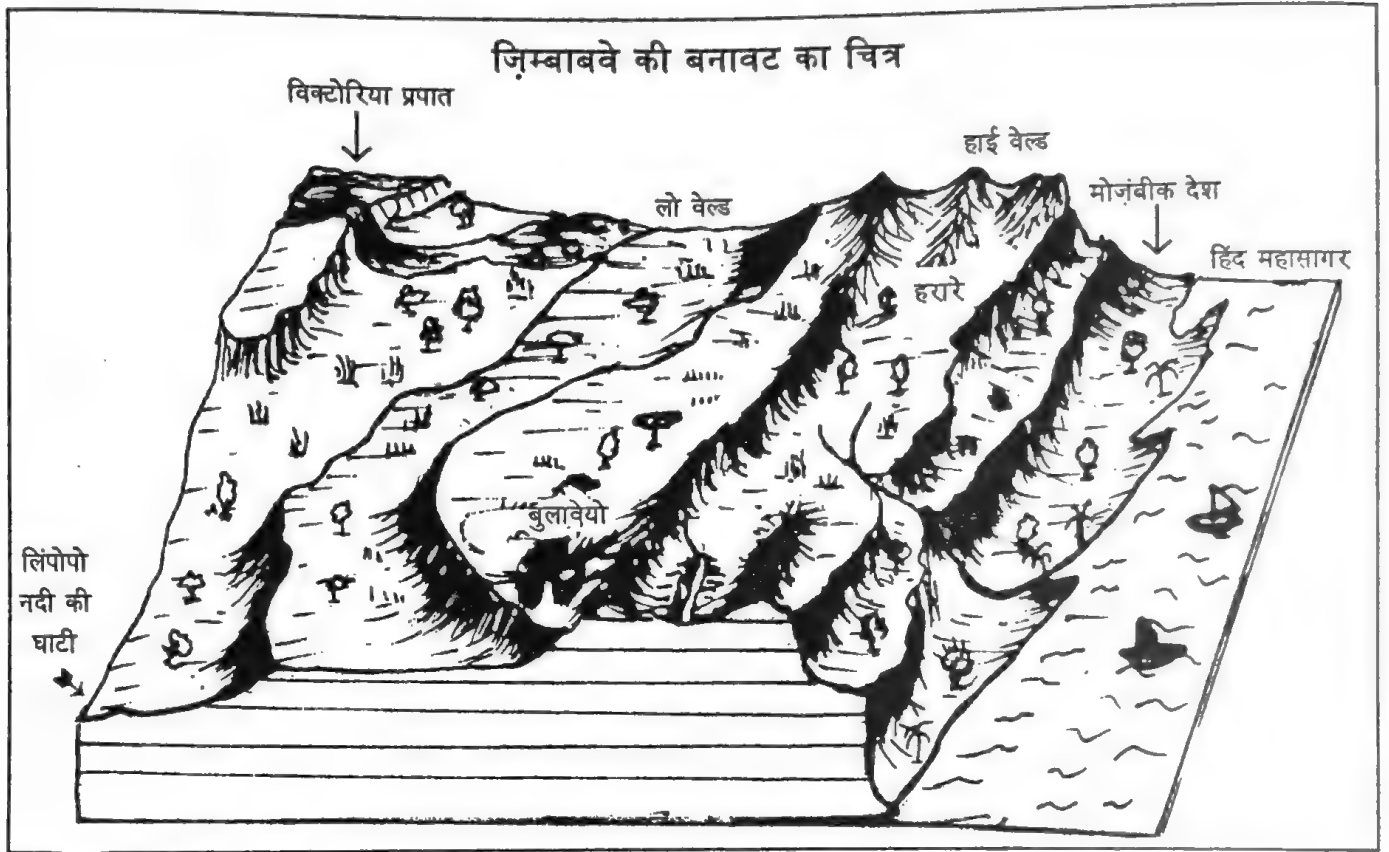 ज़िम्बाबवे की बनावट का चित्र
विक्टोरिया प्रपात
हाई वेल्ड
लो वेल्ड
मोज़ंबीक देश
हिंद महासागर
हरारे
बुलावेयो
लिंपोपो
नदी की
घाटी